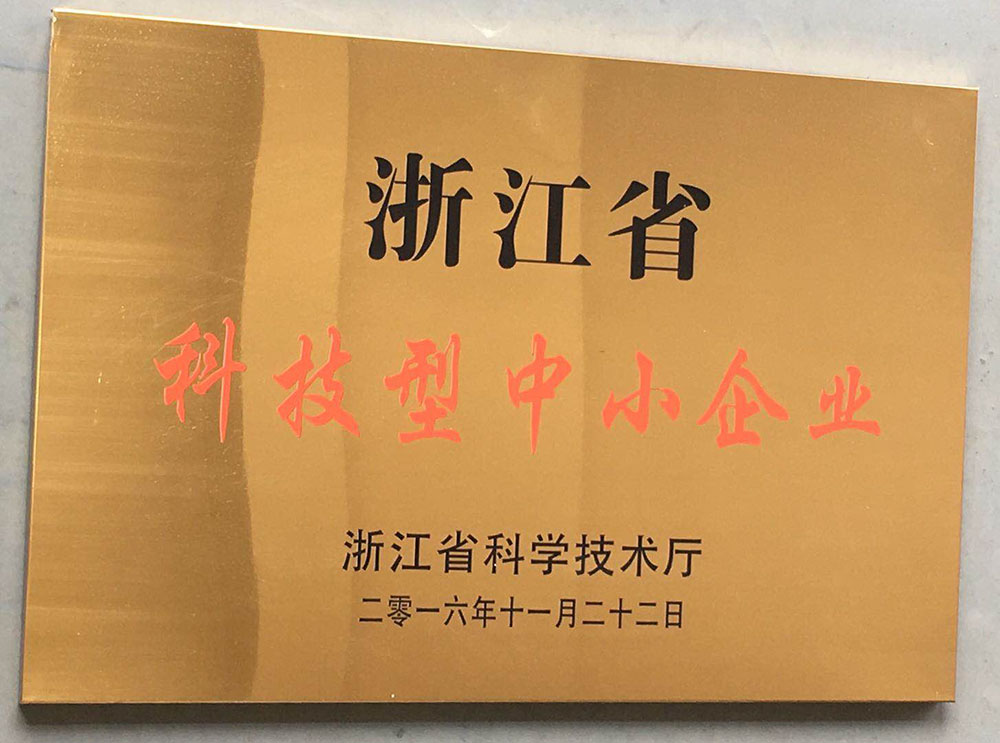 浙江省
科技型中小企业
浙江省科学技术厅
二零一六年十一月二十二日